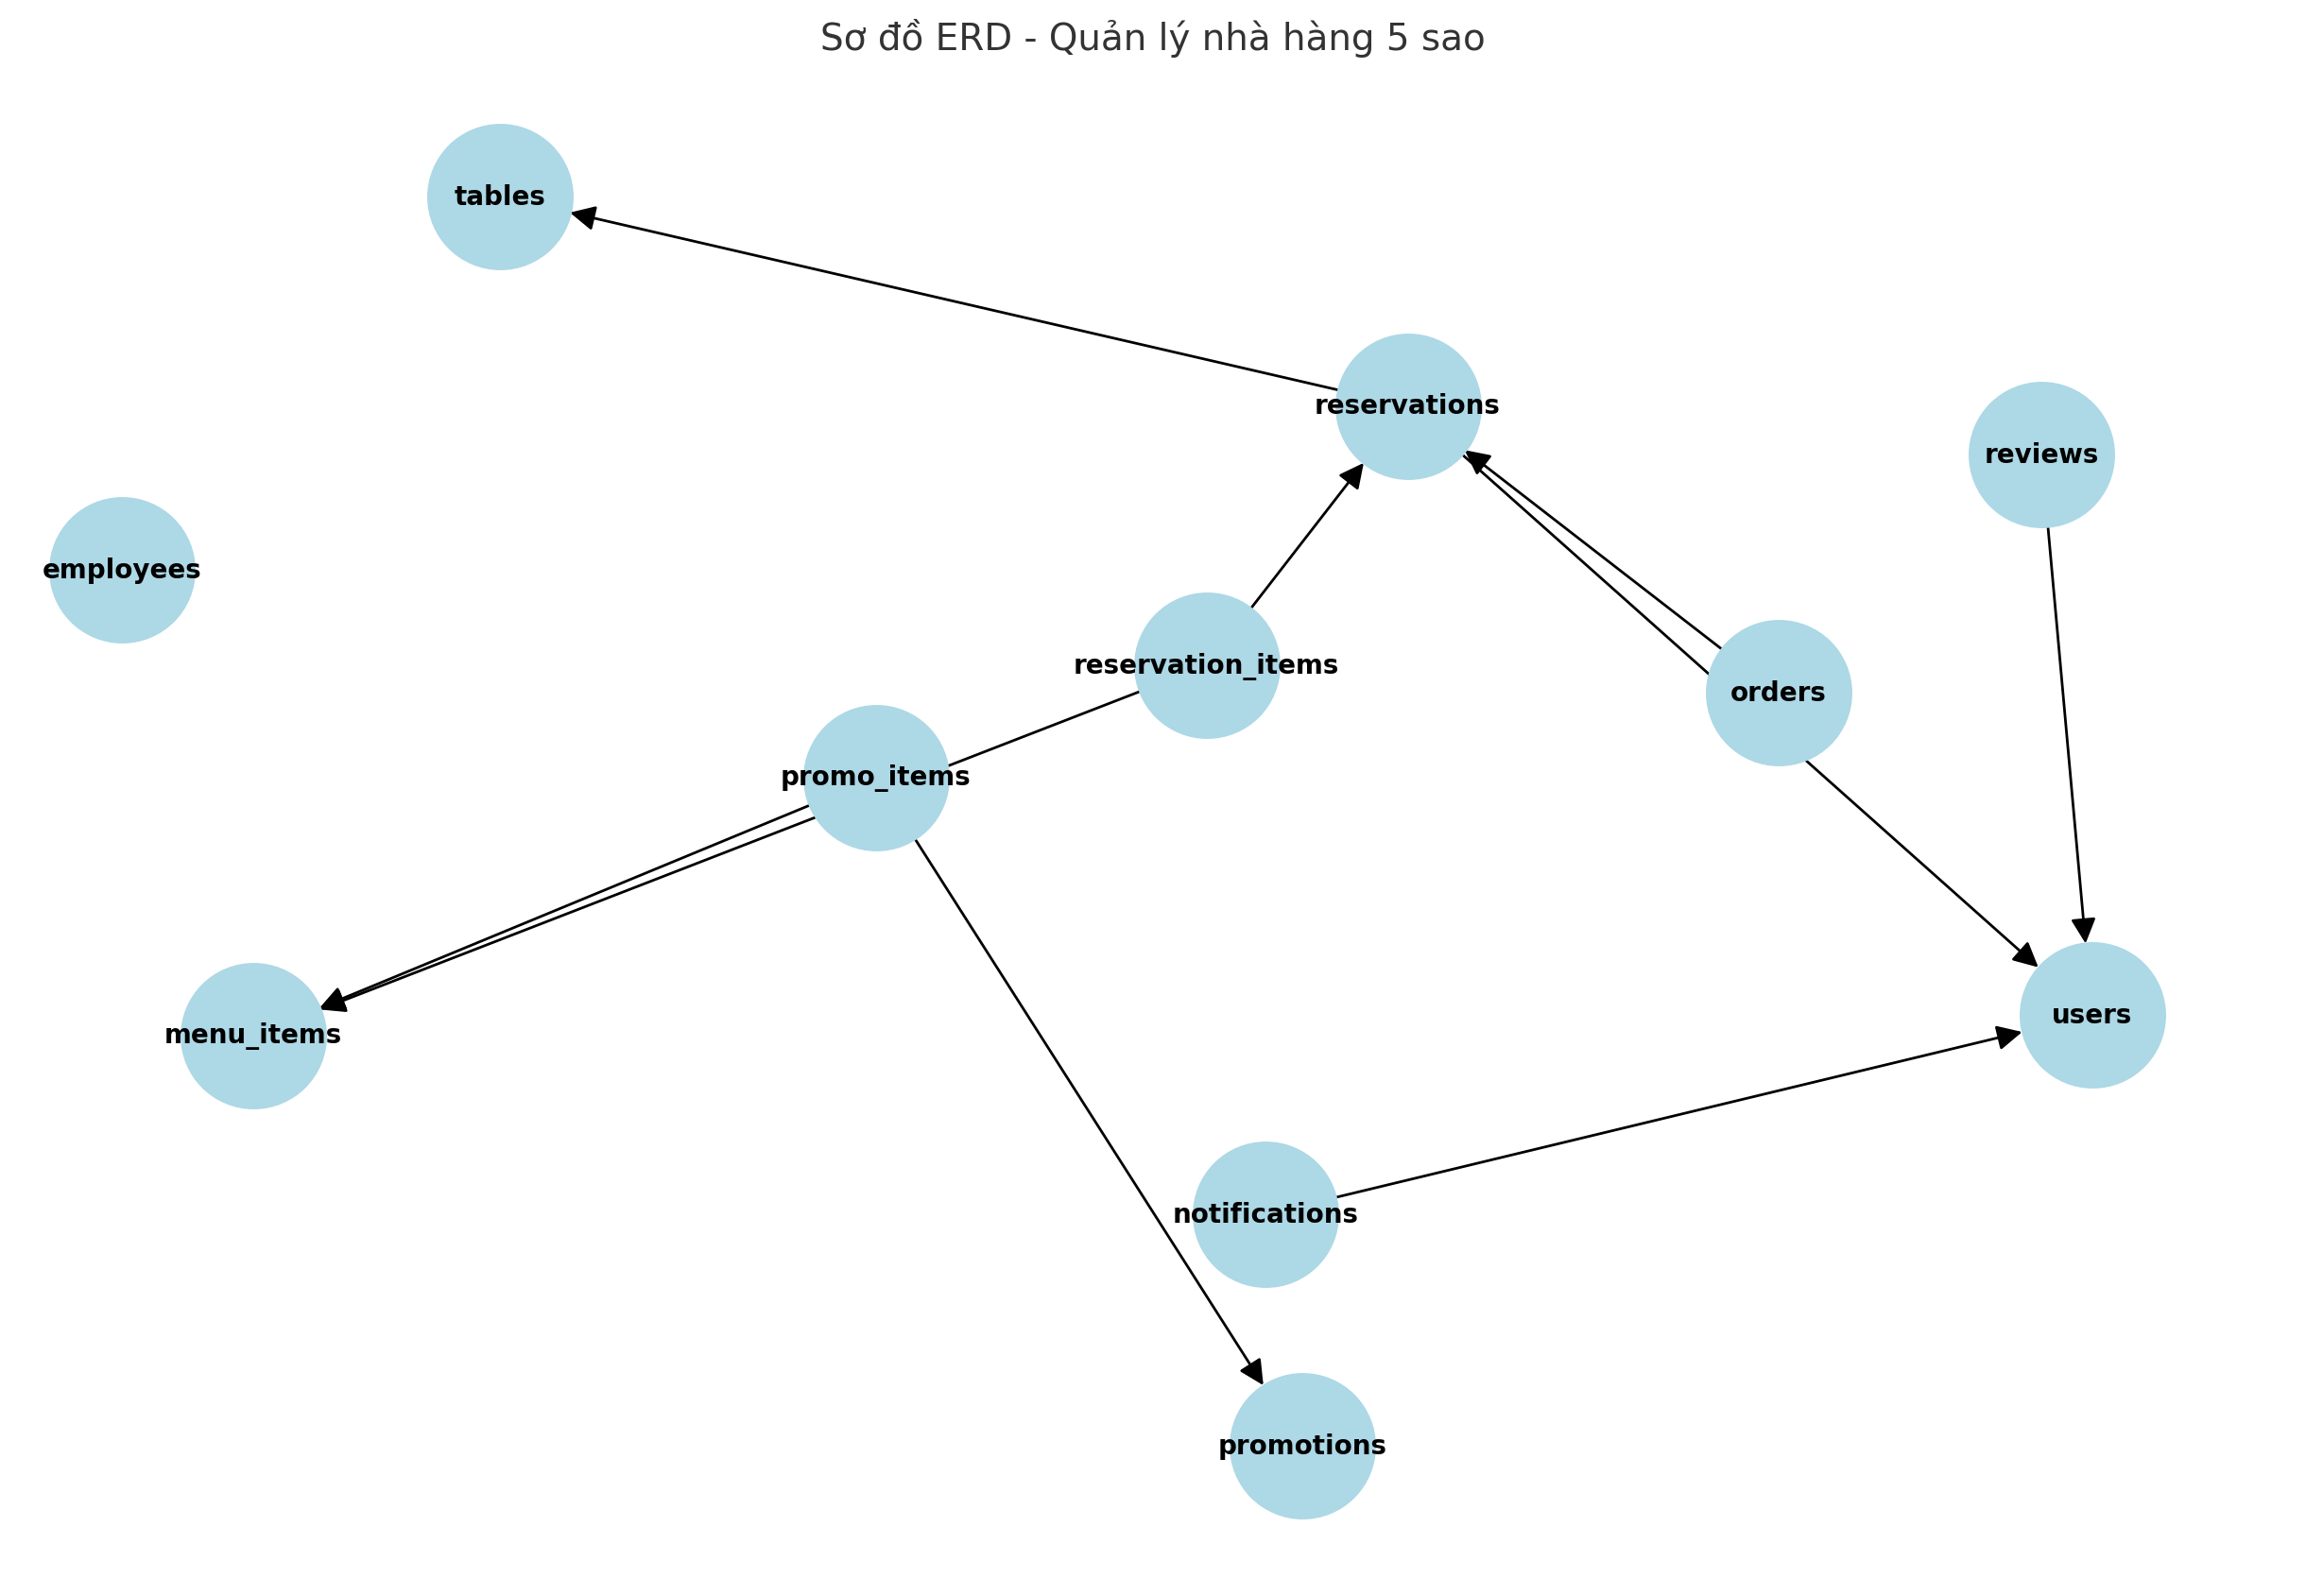 Sơ đồ ERD - Quản lý nhà hàng 5 sao
tables
reservations
reviews
employees
reservation_items
orders
promo_items
users
menu_items
notifications
promotions